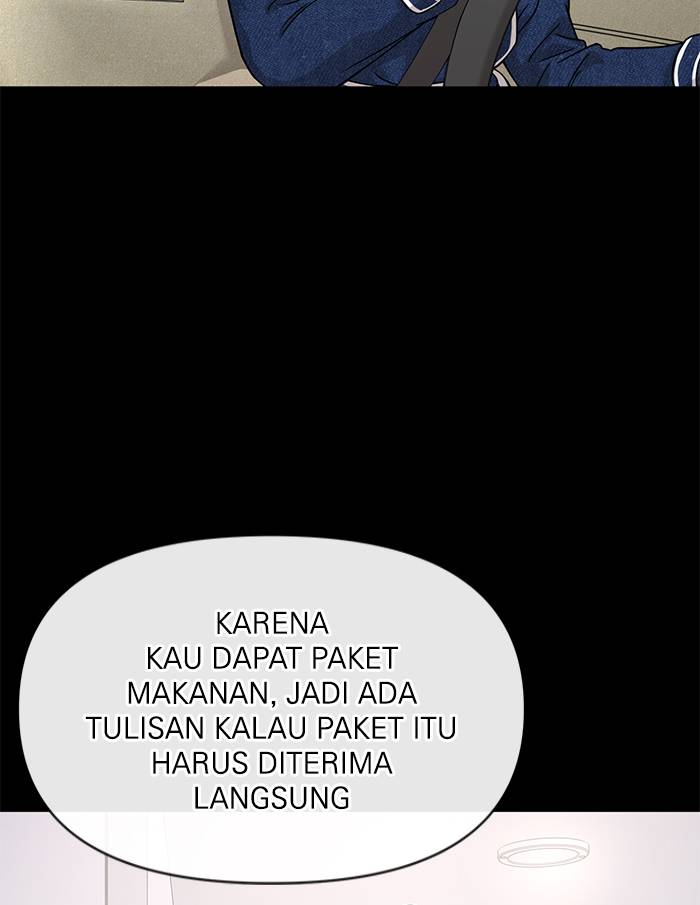 KARENA
KAU DAPAT PAKET
MAKANAN, JADI ADA
TULISAN KALAU PAKET ITU
HARUS DITERIMA
LANGSUNG